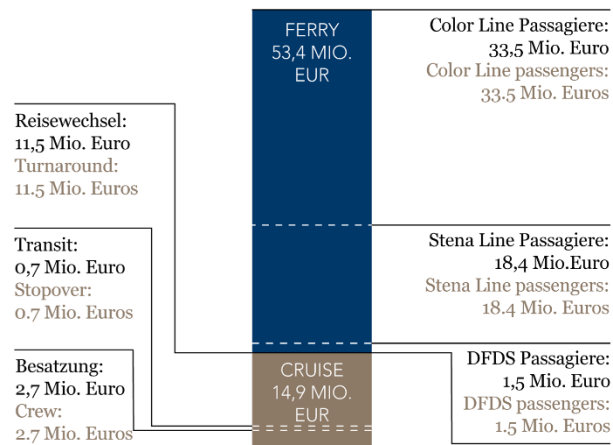 FERRY
53,4 MIO.
EUR
Color Line Passagiere:
33,5 Mio. Euro
Color Line passengers:
33.5 Mio. Euros
Reisewechsel:
11,5 Mio. Euro
Turnaround:
11.5 Mio. Euros
Transit:
0,7 Mio. Euro
Stopover:
0.7 Mio. Euros
Stena Line Passagiere:
18,4 Mio.Euro
Stena Line passengers:
18.4 Mio. Euros
Besatzung:
2,7 Mio. Euro
Crew:
2.7 Mio. Euros
CRUISE
14,9 MIO.
EUR
DFDS Passagiere:
1,5 Mio. Euro
DFDS passengers:
1.5 Mio. Euros